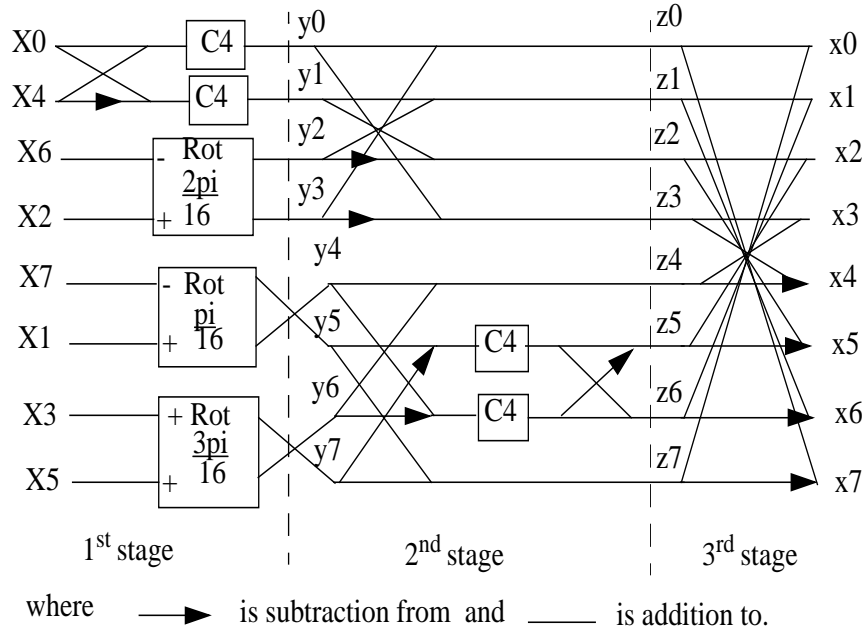 X0 C4 y0 z0 x0
X4 C4 y1 z1 x1
X6 - Rot y2 z2 x2
2pi
X2 + 16 y3 z3 x3
X7 - Rot y4 z4 x4
pi
X1 + 16 y5 C4 z5 x5
X3 + Rot y6 C4 z6 x6
3pi
X5 + 16 y7 z7 x7
1st stage 2nd stage 3rd stage
where is subtraction from and is addition to.